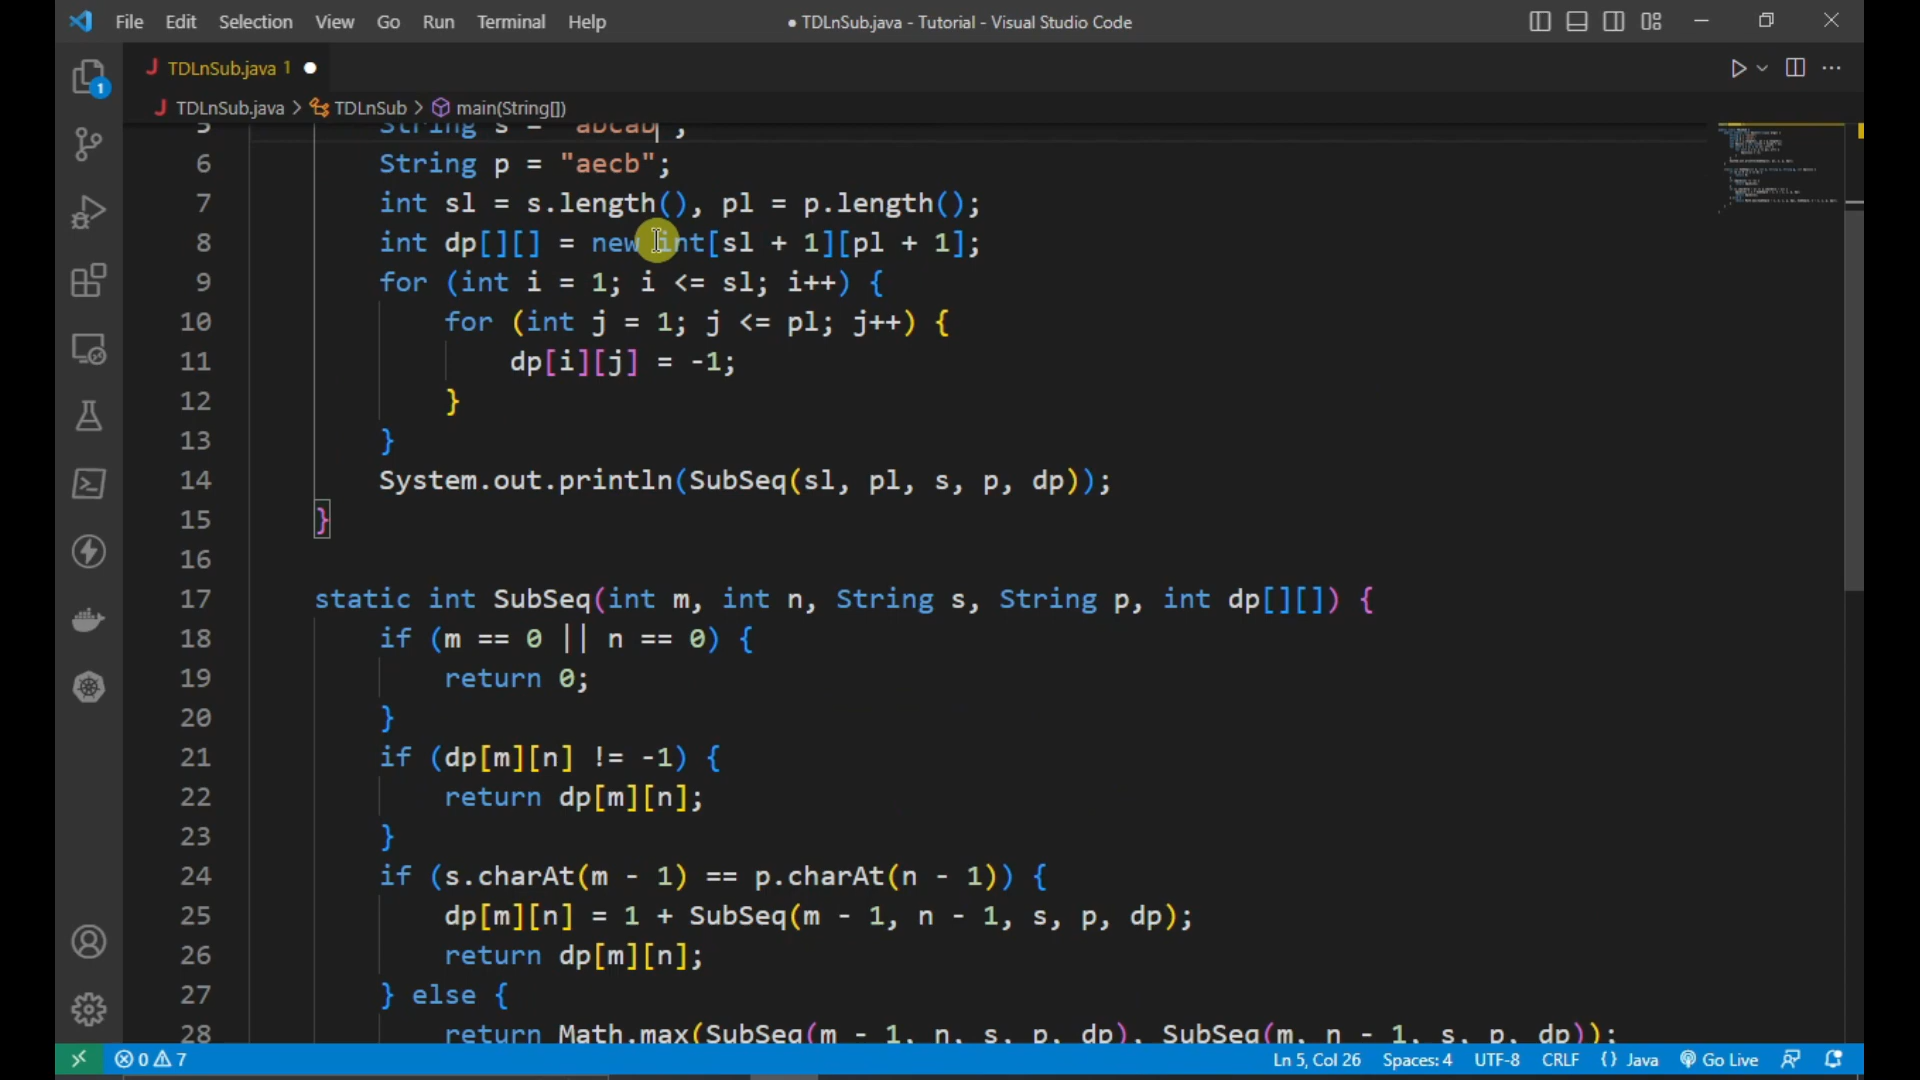 File Edit Selection View Go Run Terminal Help ● TDLnSub.java - Tutorial - Visual Studio Code
J TDLnSub.java 1 ●
J TDLnSub.java > TDLnSub > main(String[])
5 String s = "abcab";
6 String p = "aecb";
7 int sl = s.length(), pl = p.length();
8 int dp[][] = new int[sl + 1][pl + 1];
9 for (int i = 1; i <= sl; i++) {
10 for (int j = 1; j <= pl; j++) {
11 dp[i][j] = -1;
12 }
13 }
14 System.out.println(SubSeq(sl, pl, s, p, dp));
15 }
16
17 static int SubSeq(int m, int n, String s, String p, int dp[][]) {
18 if (m == 0 || n == 0) {
19 return 0;
20 }
21 if (dp[m][n] != -1) {
22 return dp[m][n];
23 }
24 if (s.charAt(m - 1) == p.charAt(n - 1)) {
25 dp[m][n] = 1 + SubSeq(m - 1, n - 1, s, p, dp);
26 return dp[m][n];
27 } else {
28 return Math.max(SubSeq(m - 1, n, s, p, dp), SubSeq(m, n - 1, s, p, dp));
1
0 7 Ln 5, Col 26 Spaces: 4 UTF-8 CRLF {} Java Go Live